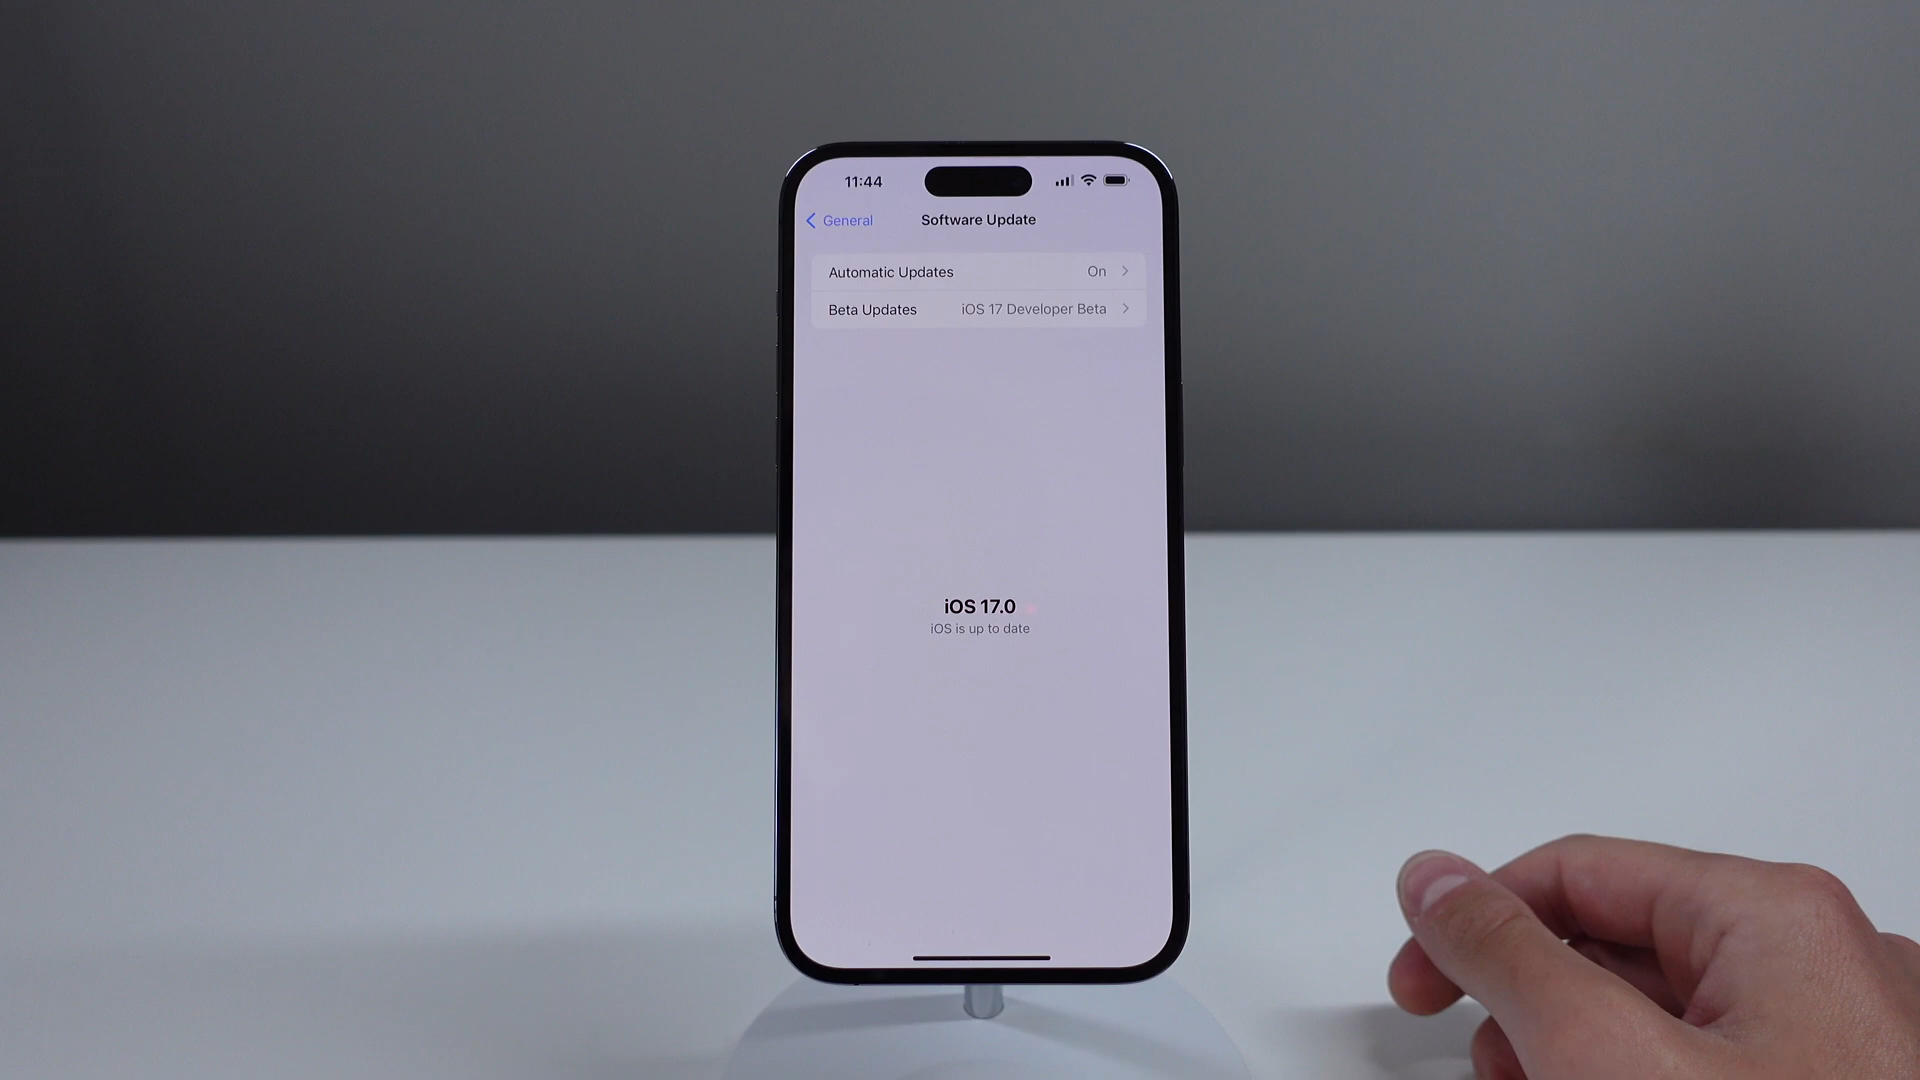 11:44
General
Software Update
Automatic Updates On
Beta Updates iOS 17 Developer Beta
iOS 17.0
iOS is up to date